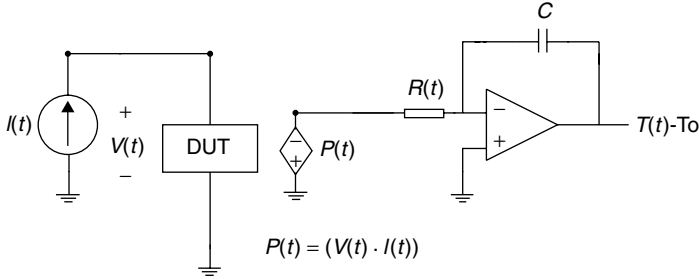 C
R(t)
I(t)
+
V(t)
−
DUT
−
+
P(t)
−
+
T(t)-To
P(t) = (V(t) · I(t))